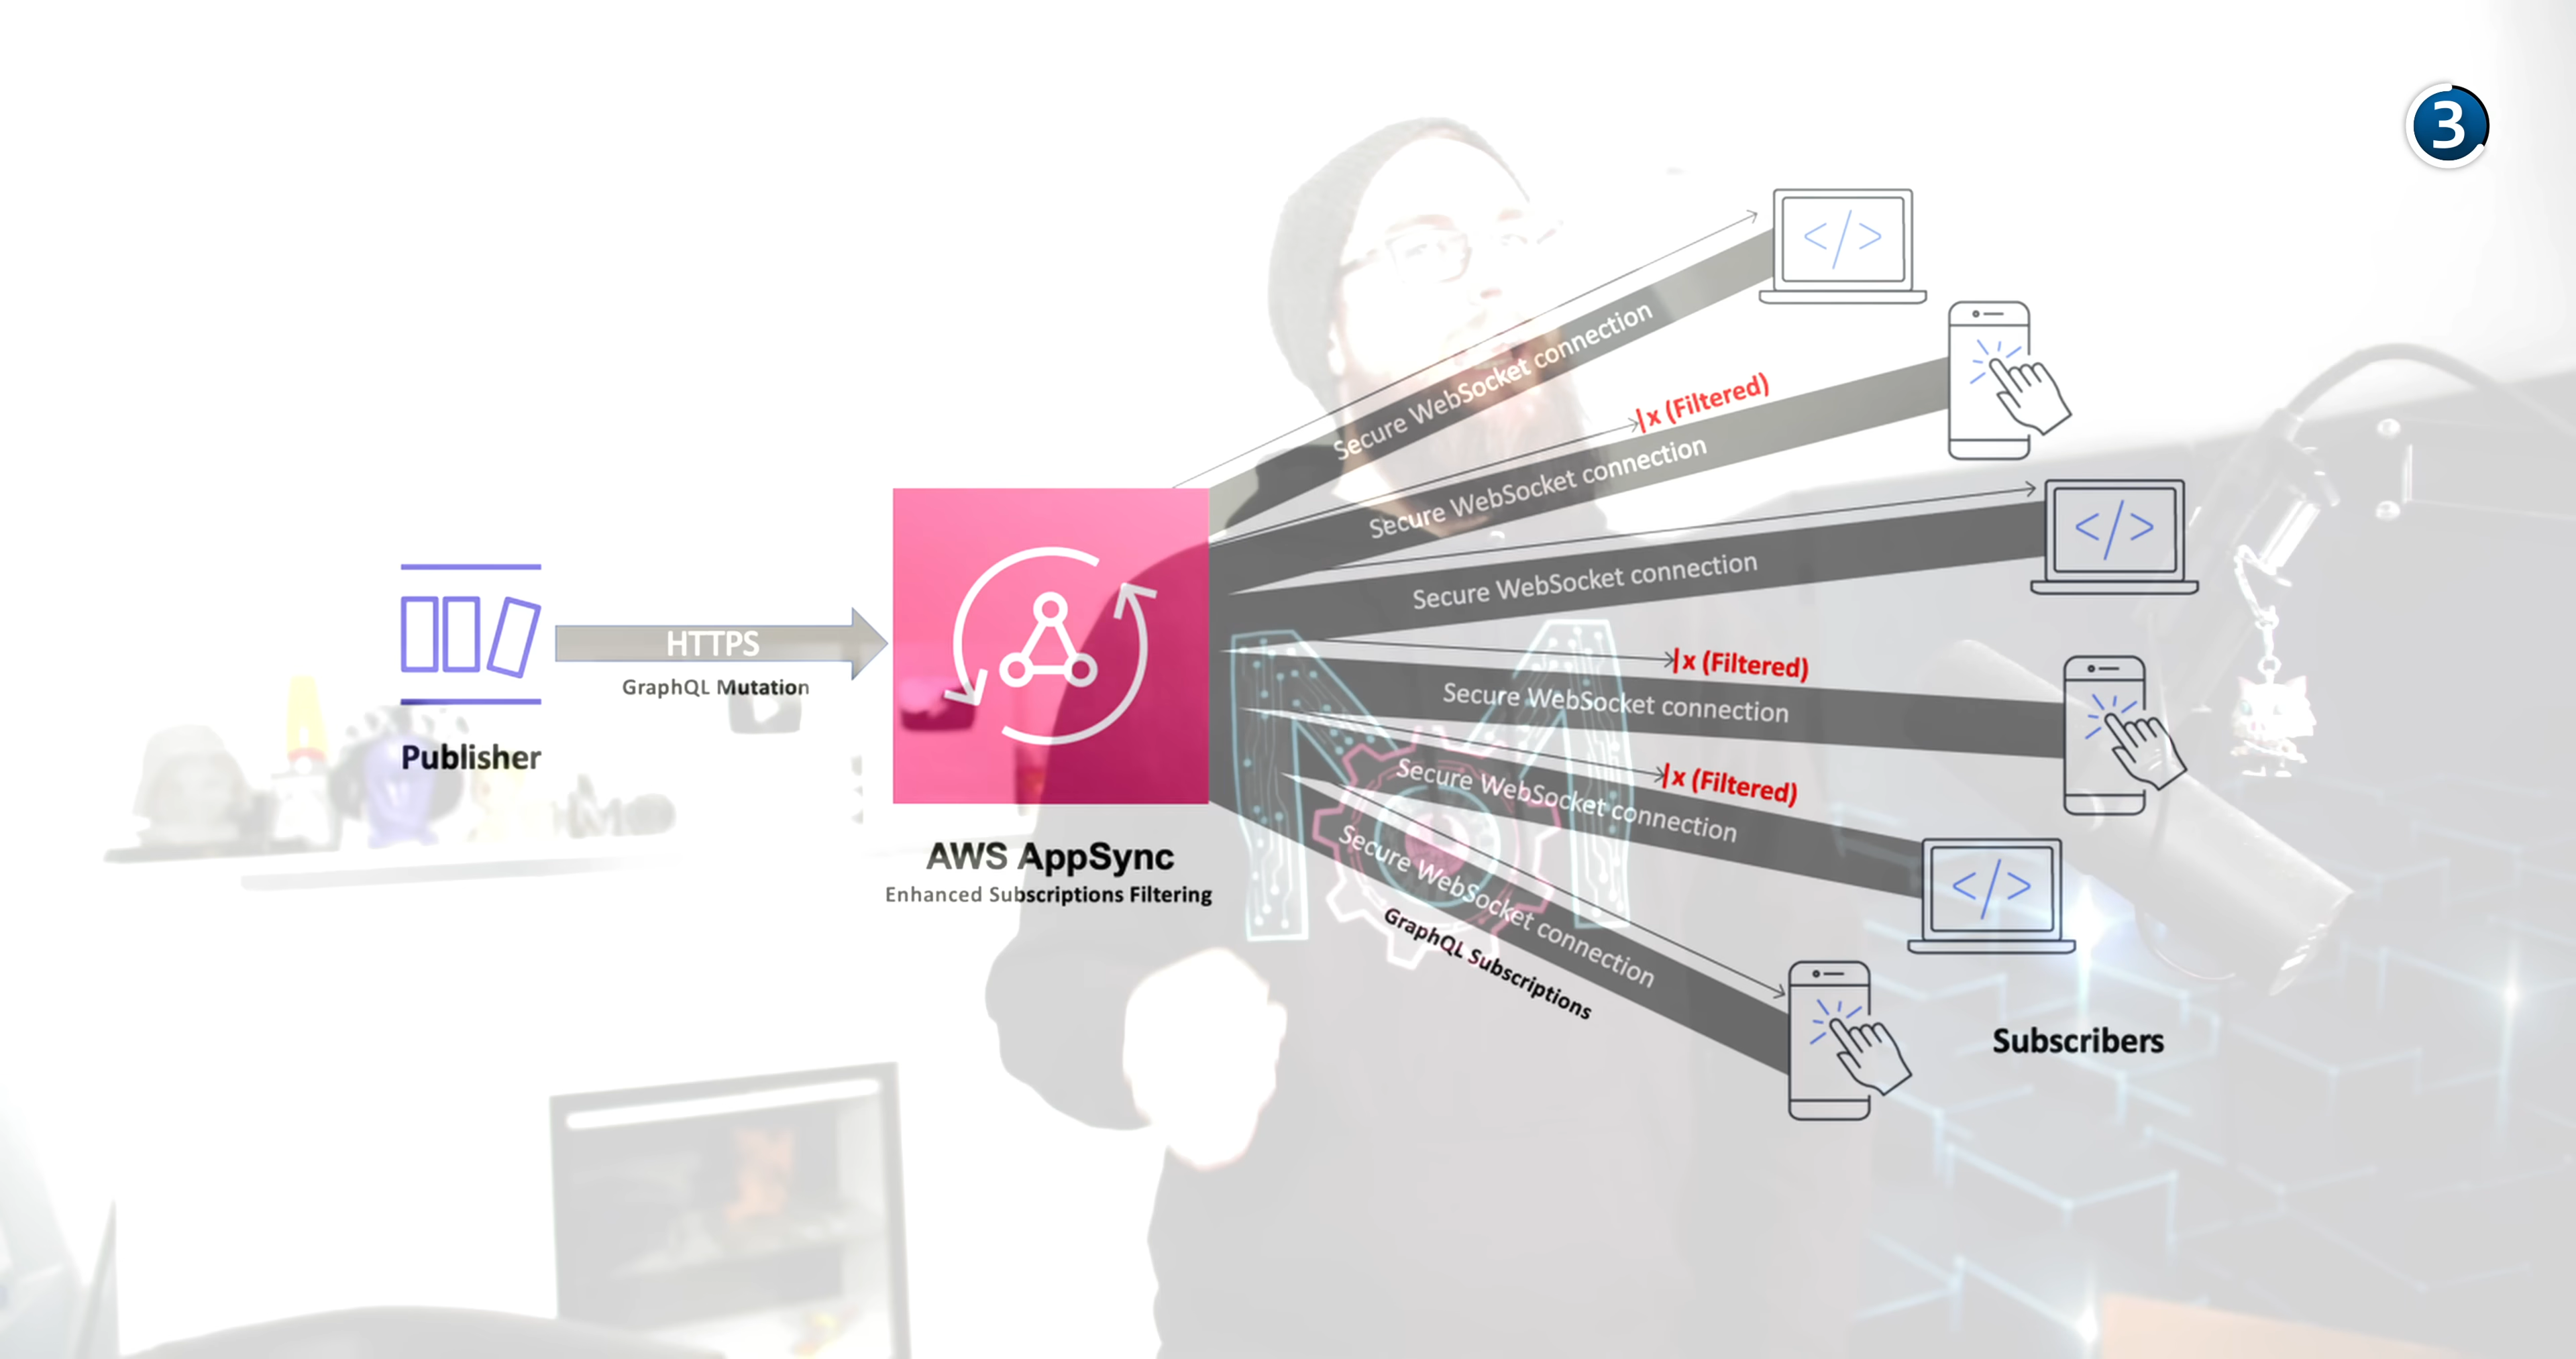 3
Secure WebSocket connection
|x (Filtered)
Secure WebSocket connection
Secure WebSocket connection
HTTPS
GraphQL Mutation
|x (Filtered)
Secure WebSocket connection
Publisher
|x (Filtered)
Secure WebSocket connection
AWS AppSync
Enhanced Subscriptions Filtering
Secure WebSocket connection
GraphQL Subscriptions
Subscribers